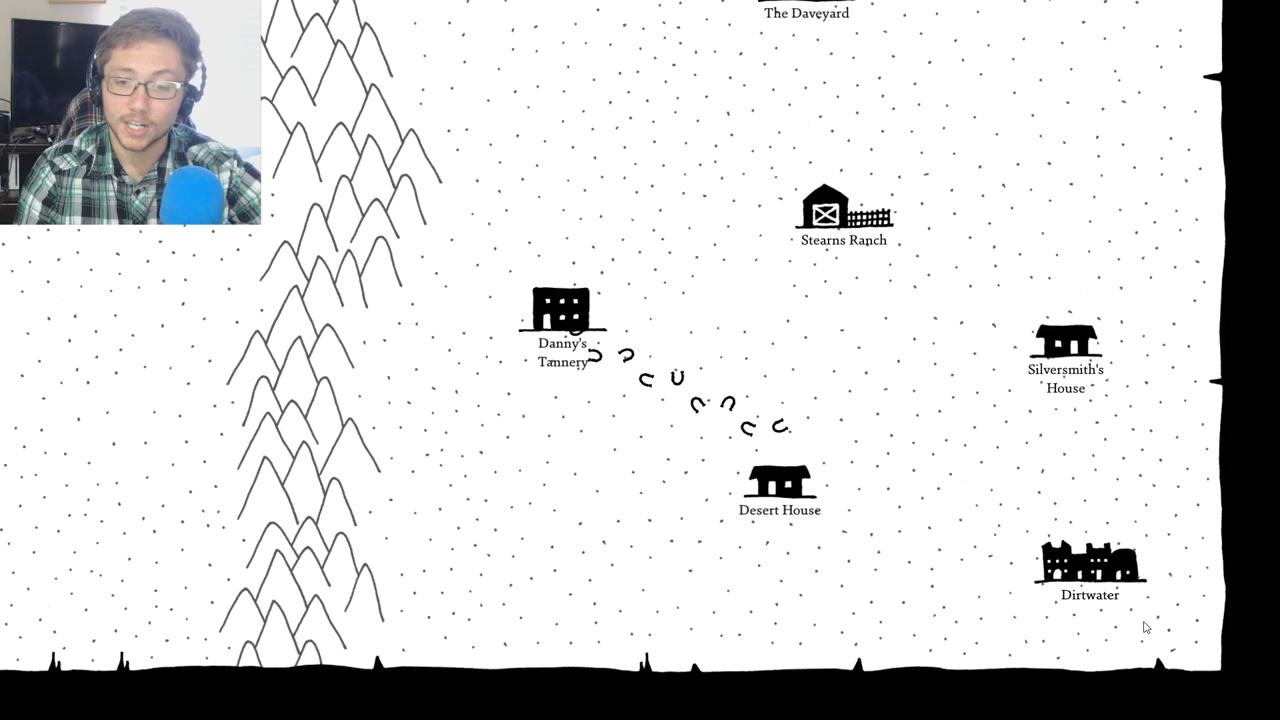 The Daveyard
Stearns Ranch
Danny's
Tannery
Silversmith's
House
Desert House
Dirtwater